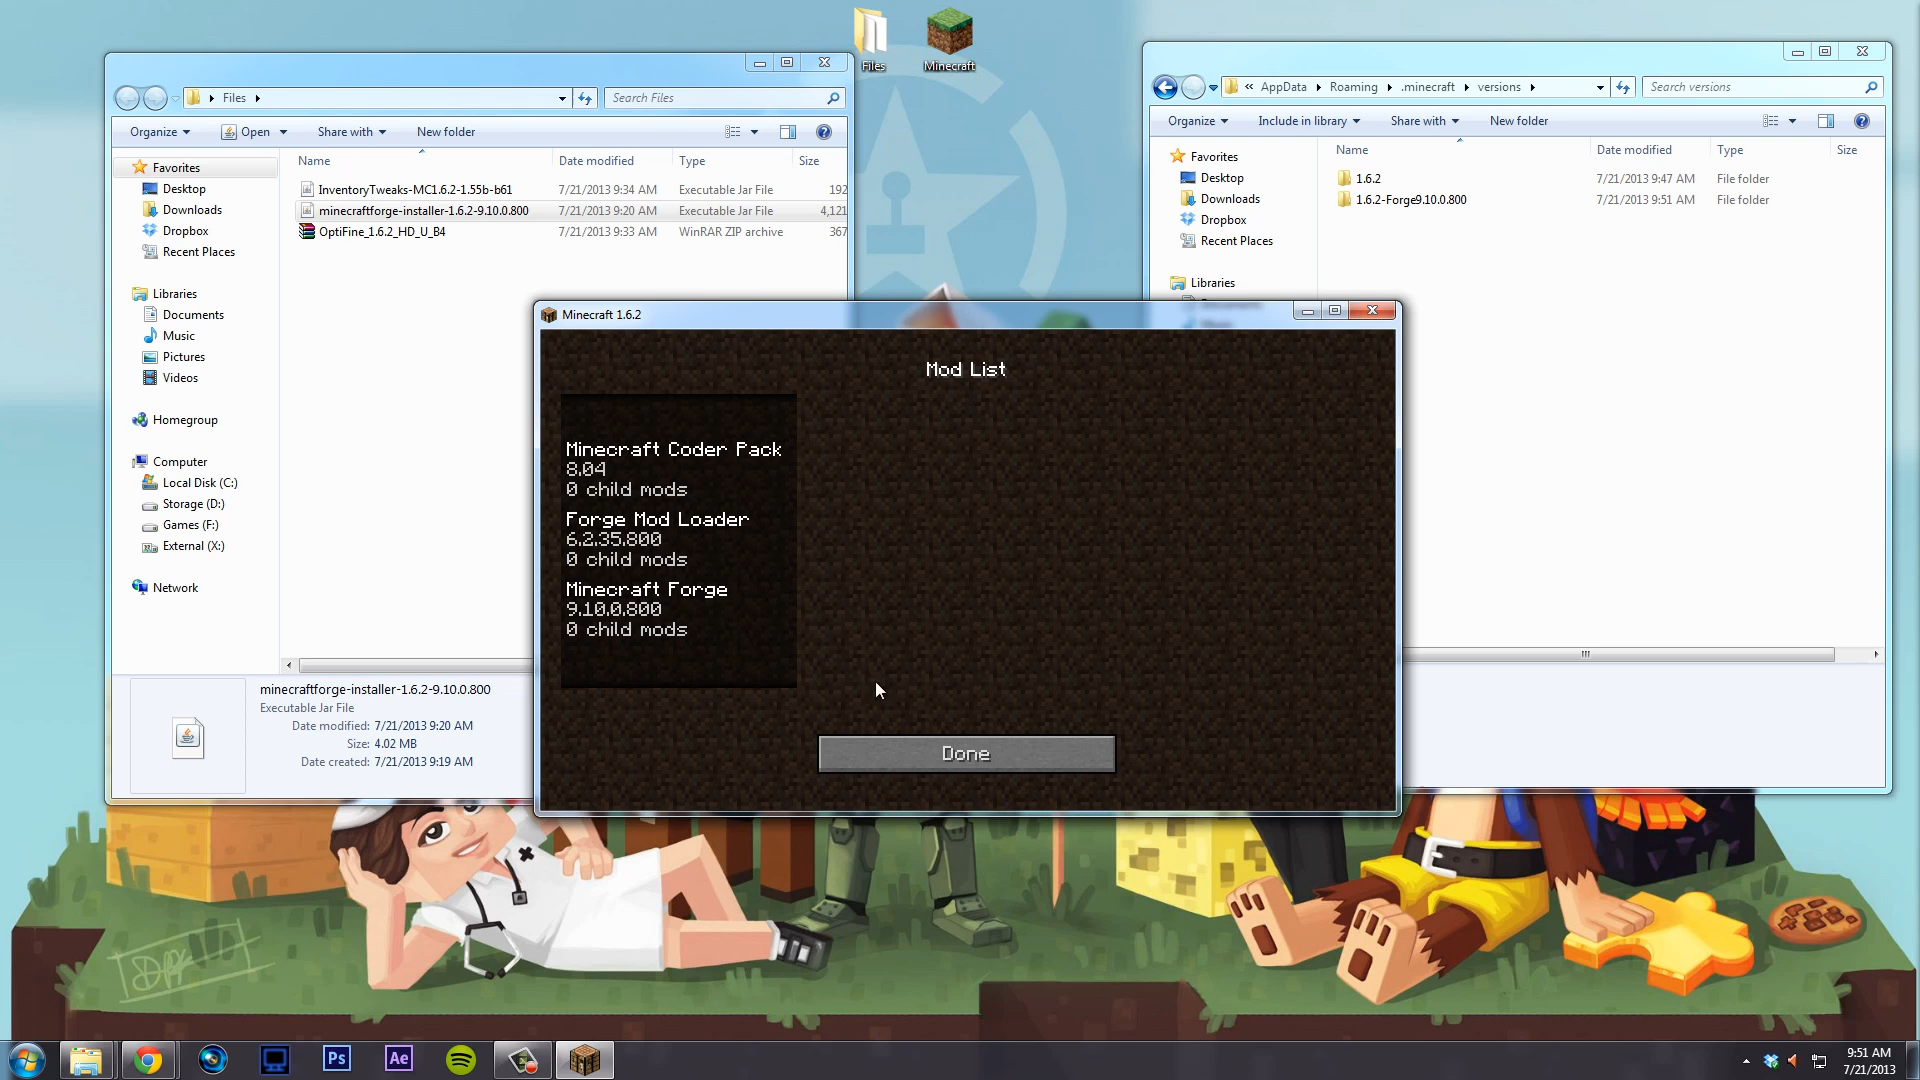 Files
Minecraft
Files
Search Files
Organize
Open
Share with
New folder
Name
Date modified
Type
Size
Favorites
Desktop
Downloads
Dropbox
Recent Places
Libraries
Documents
Music
Pictures
Videos
Homegroup
Computer
Local Disk (C:)
Storage (D:)
Games (F:)
External (X:)
Network
InventoryTweaks-MC1.6.2-1.55b-b61 7/21/2013 9:34 AM Executable Jar File 192
minecraftforge-installer-1.6.2-9.10.0.800 7/21/2013 9:20 AM Executable Jar File 4,121
OptiFine_1.6.2_HD_U_B4 7/21/2013 9:33 AM WinRAR ZIP archive 367
minecraftforge-installer-1.6.2-9.10.0.800
Executable Jar File
Date modified: 7/21/2013 9:20 AM
Size: 4.02 MB
Date created: 7/21/2013 9:19 AM
« AppData Roaming .minecraft versions
Search versions
Organize
Include in library
Share with
New folder
Name
Date modified
Type
Size
Favorites
Desktop
Downloads
Dropbox
Recent Places
Libraries
1.6.2 7/21/2013 9:47 AM File folder
1.6.2-Forge9.10.0.800 7/21/2013 9:51 AM File folder
Minecraft 1.6.2
Mod List
Minecraft Coder Pack
8.04
0 child mods
Forge Mod Loader
6.2.35.800
0 child mods
Minecraft Forge
9.10.0.800
0 child mods
Done
Ps
Ae
9:51 AM
7/21/2013